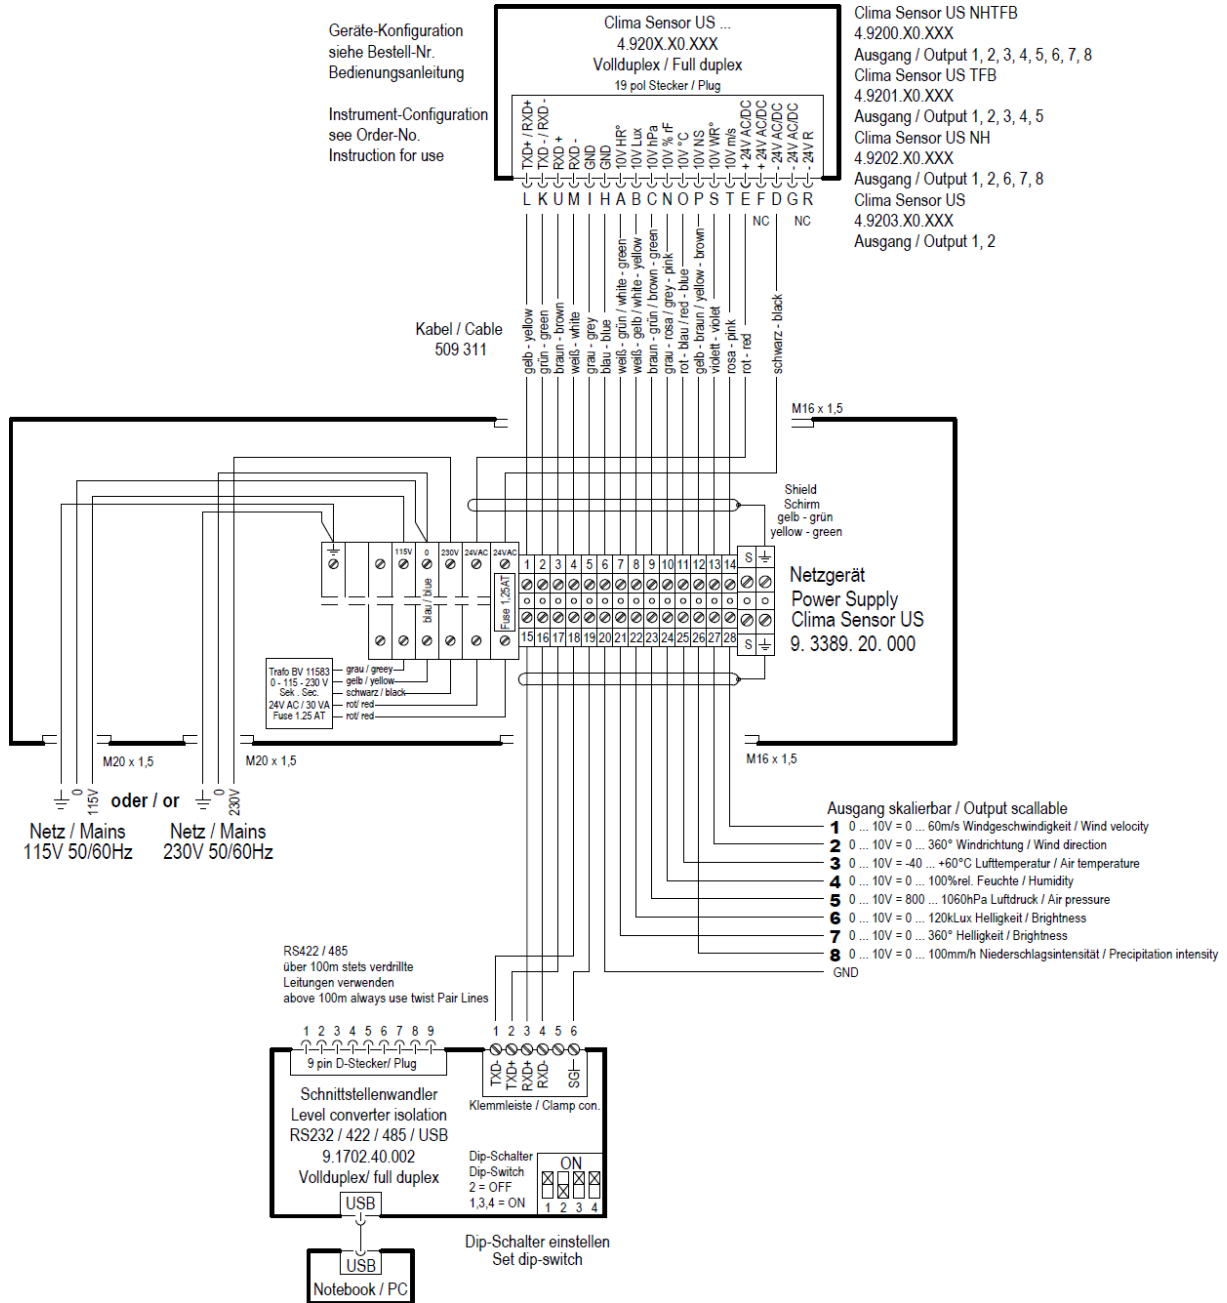 Geräte-Konfiguration
siehe Bestell-Nr.
Bedienungsanleitung
Instrument-Configuration
see Order-No.
Instruction for use
Clima Sensor US ...
4.920X.X0.XXX
Vollduplex / Full duplex
19 pol Stecker / Plug
TXD+ / RXD+
TXD - / RXD -
RXD +
RXD -
GND
GND
10V HR°
10V Lux
10V hPa
10V % rF
10V °C
10V NS
10V WR°
10V m/s
+ 24V AC/DC
+ 24V AC/DC
- 24V AC/DC
- 24V AC/DC
- 24V R
L K U M I H A B C N O P S T E F D G R
NC NC
Clima Sensor US NHTFB
4.9200.X0.XXX
Ausgang / Output 1, 2, 3, 4, 5, 6, 7, 8
Clima Sensor US TFB
4.9201.X0.XXX
Ausgang / Output 1, 2, 3, 4, 5
Clima Sensor US NH
4.9202.X0.XXX
Ausgang / Output 1, 2, 6, 7, 8
Clima Sensor US
4.9203.X0.XXX
Ausgang / Output 1, 2
Kabel / Cable
509 311
gelb - yellow
grün - green
braun - brown
weiß - white
grau - grey
blau - blue
weiß - grün / white - green
weiß - gelb / white - yellow
braun - grün / brown - green
grau - rosa / grey - pink
rot - blau / red - blue
gelb - braun / yellow - brown
violett - violet
rosa - pink
rot - red
schwarz - black
M16 x 1,5
Shield
Schirm
gelb - grün
yellow - green
115V 0 230V 24VAC 24VAC
1 2 3 4 5 6 7 8 9 10 11 12 13 14 S
blau / blue
Fuse 1,25AT
15 16 17 18 19 20 21 22 23 24 25 26 27 28 S
Netzgerät
Power Supply
Clima Sensor US
9. 3389. 20. 000
Trafo BV 11583
0 - 115 - 230 V
Sek . Sec.
24V AC / 30 VA
Fuse 1.25 AT
grau / greey
gelb / yellow
schwarz / black
rot/ red
rot/ red
M20 x 1,5
M20 x 1,5
M16 x 1,5
0
115V
oder / or
0
230V
Netz / Mains
115V 50/60Hz
Netz / Mains
230V 50/60Hz
Ausgang skalierbar / Output scallable
1 0 ... 10V = 0 ... 60m/s Windgeschwindigkeit / Wind velocity
2 0 ... 10V = 0 ... 360° Windrichtung / Wind direction
3 0 ... 10V = -40 ... +60°C Lufttemperatur / Air temperature
4 0 ... 10V = 0 ... 100%rel. Feuchte / Humidity
5 0 ... 10V = 800 ... 1060hPa Luftdruck / Air pressure
6 0 ... 10V = 0 ... 120kLux Helligkeit / Brightness
7 0 ... 10V = 0 ... 360° Helligkeit / Brightness
8 0 ... 10V = 0 ... 100mm/h Niederschlagsintensität / Precipitation intensity
GND
RS422 / 485
über 100m stets verdrillte
Leitungen verwenden
above 100m always use twist Pair Lines
1 2 3 4 5 6 7 8 9
9 pin D-Stecker/ Plug
1 2 3 4 5 6
TXD-
TXD+
RXD+
RXD-
SG
Klemmleiste / Clamp con.
Schnittstellenwandler
Level converter isolation
RS232 / 422 / 485 / USB
9.1702.40.002
Vollduplex/ full duplex
USB
Dip-Schalter
Dip-Switch
2 = OFF
1,3,4 = ON
ON
1 2 3 4
Dip-Schalter einstellen
Set dip-switch
USB
Notebook / PC